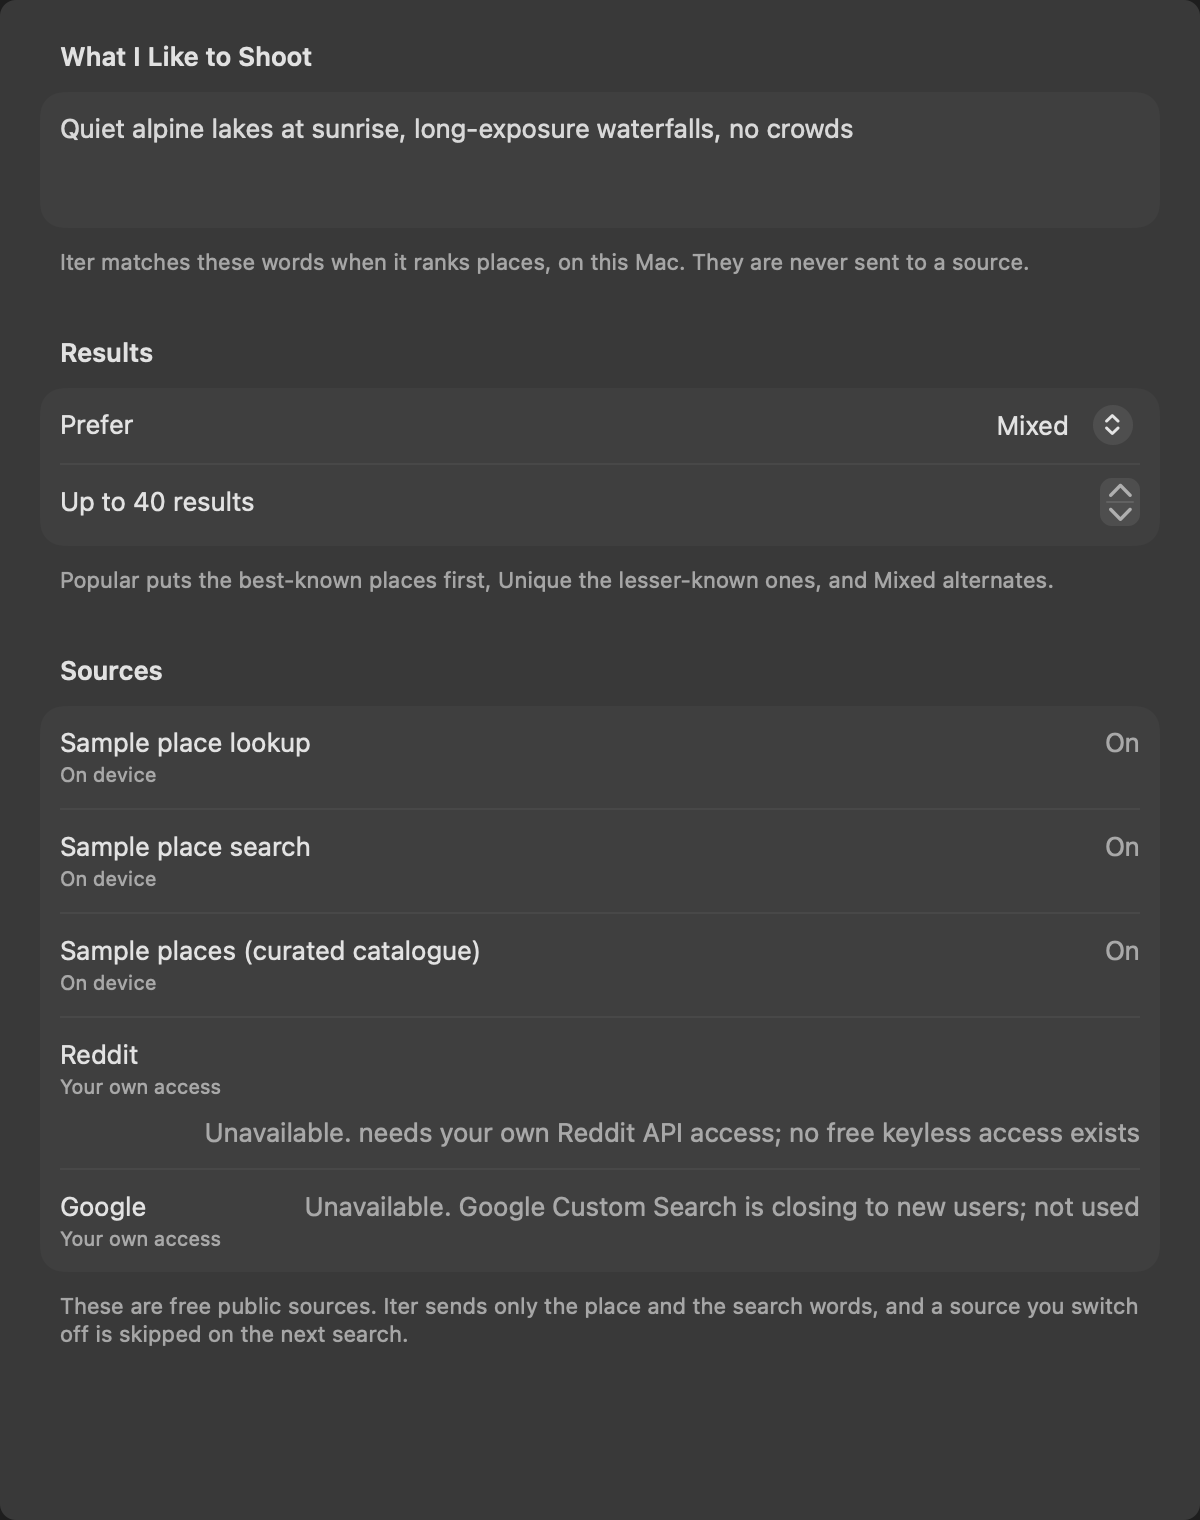 What I Like to Shoot
Quiet alpine lakes at sunrise, long-exposure waterfalls, no crowds
Iter matches these words when it ranks places, on this Mac. They are never sent to a source.
Results
Prefer
Mixed
Up to 40 results
Popular puts the best-known places first, Unique the lesser-known ones, and Mixed alternates.
Sources
Sample place lookup
On
On device
Sample place search
On
On device
Sample places (curated catalogue)
On
On device
Reddit
Your own access
Unavailable. needs your own Reddit API access; no free keyless access exists
Google
Unavailable. Google Custom Search is closing to new users; not used
Your own access
These are free public sources. Iter sends only the place and the search words, and a source you switch
off is skipped on the next search.